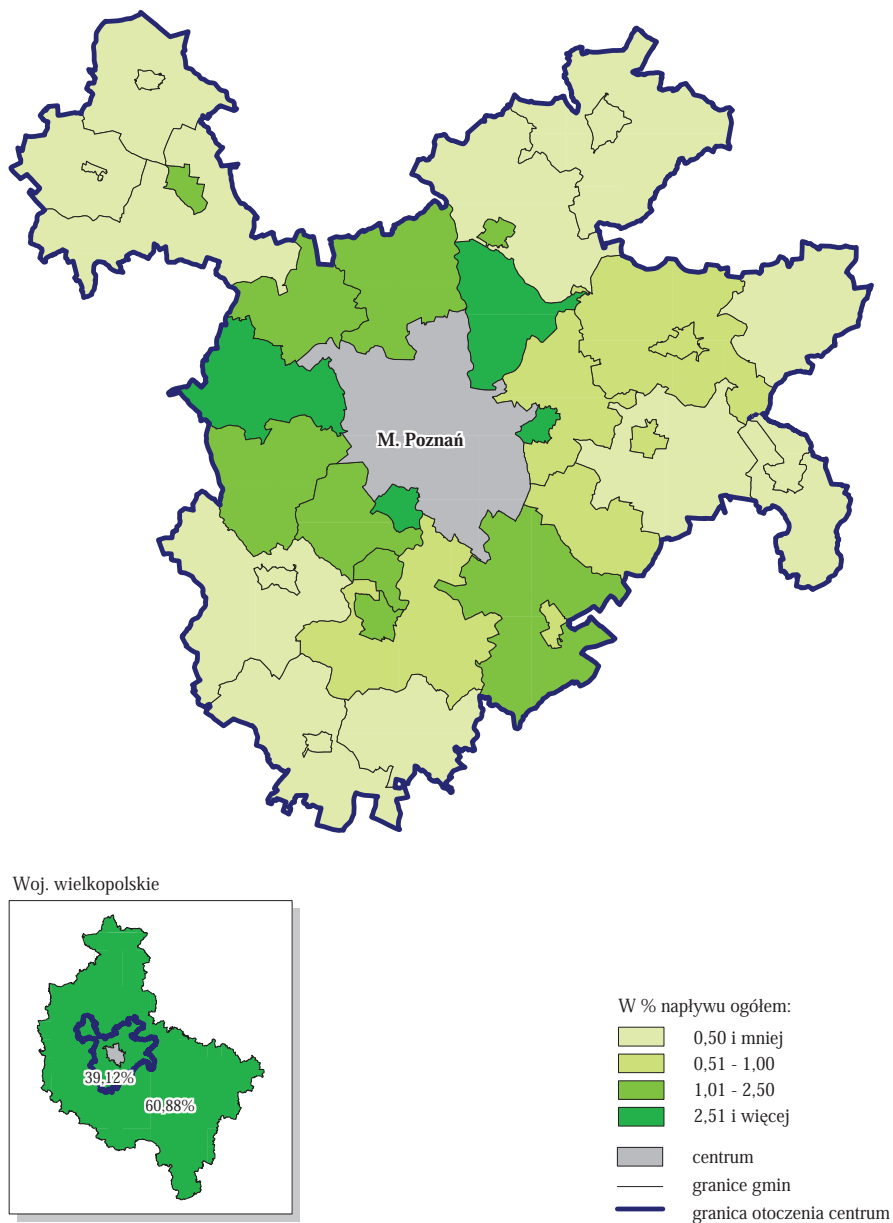 M. Poznań
Woj. wielkopolskie
39,12%
60,88%
W % napływu ogółem:
0,50 i mniej
0,51 - 1,00
1,01 - 2,50
2,51 i więcej
centrum
granice gmin
granica otoczenia centrum